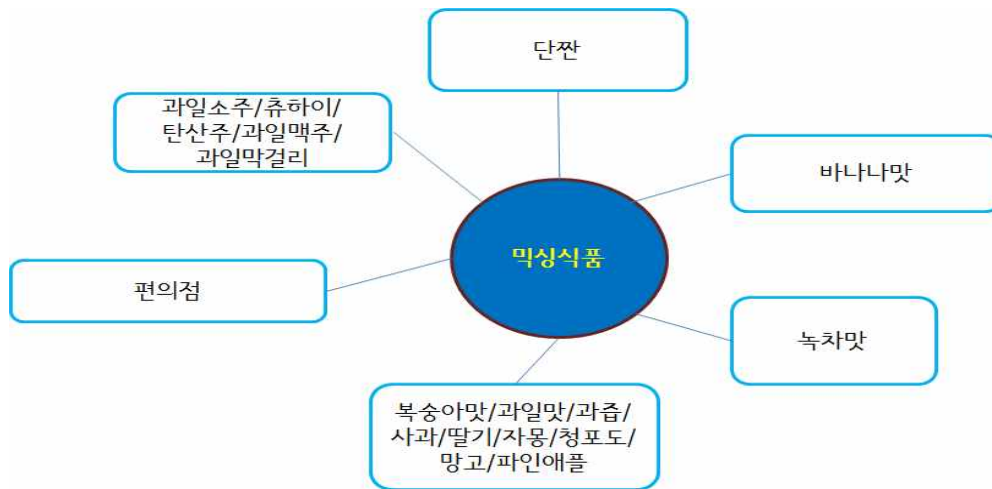 단짠
과일소주/츄하이/
탄산주/과일맥주/
과일막걸리
바나나맛
믹싱식품
편의점
녹차맛
복숭아맛/과일맛/과즙/
사과/딸기/자몽/청포도/
망고/파인애플